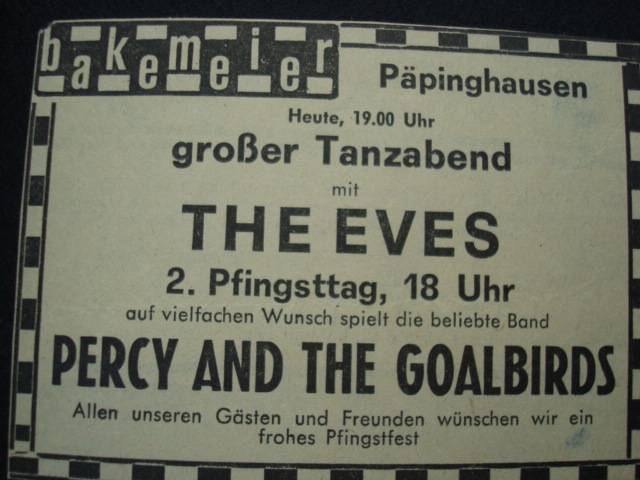 bakemeier
Päpinghausen
Heute, 19.00 Uhr
großer Tanzabend
mit
THE EVES
2. Pfingsttag, 18 Uhr
auf vielfachen Wunsch spielt die beliebte Band
PERCY AND THE GOALBIRDS
Allen unseren Gästen und Freunden wünschen wir ein
frohes Pfingstfest